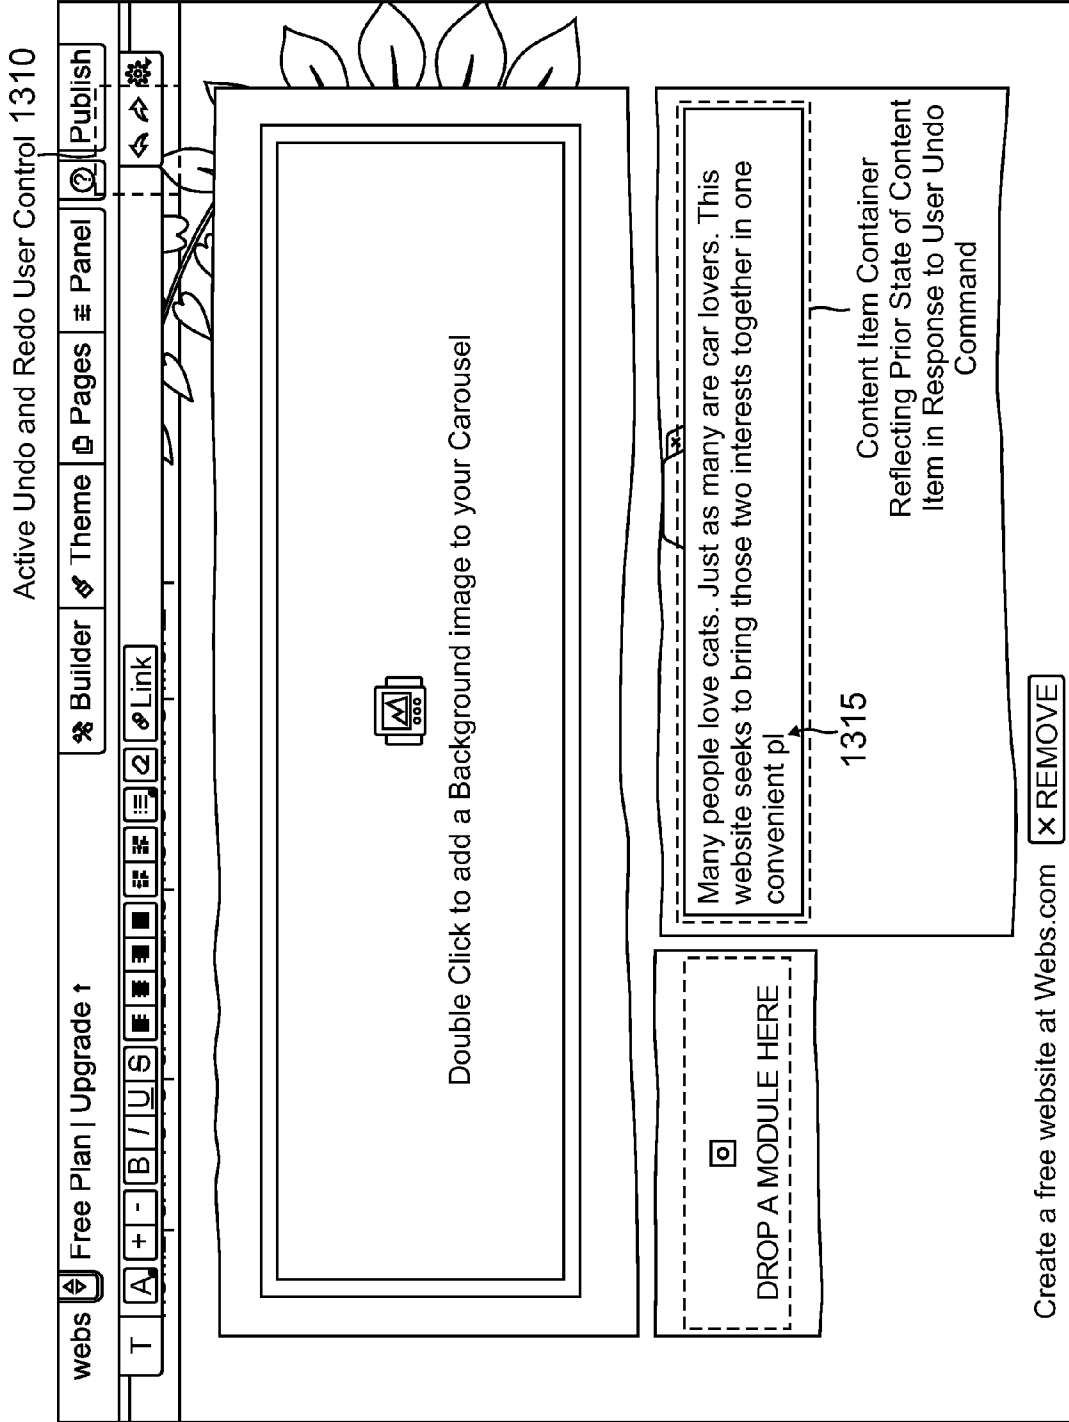 Active Undo and Redo User Control 1310
webs Free Plan | Upgrade ↑ Builder Theme Pages Panel ? Publish
T A + - B I U S Link
Double Click to add a Background image to your Carousel
DROP A MODULE HERE
Many people love cats. Just as many are car lovers. This
website seeks to bring those two interests together in one
convenient pl
1315
Content Item Container
Reflecting Prior State of Content
Item in Response to User Undo
Command
Create a free website at Webs.com X REMOVE